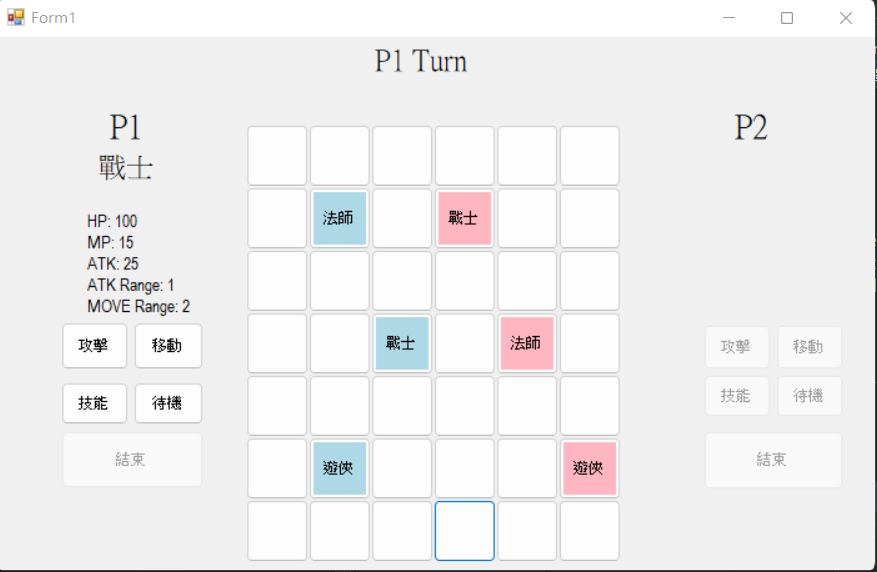 Form1
P1 Turn
P1
戰士
HP: 100
MP: 15
ATK: 25
ATK Range: 1
MOVE Range: 2
攻擊 移動
技能 待機
結束
法師 戰士
戰士 法師
遊俠 遊俠
P2
攻擊 移動
技能 待機
結束